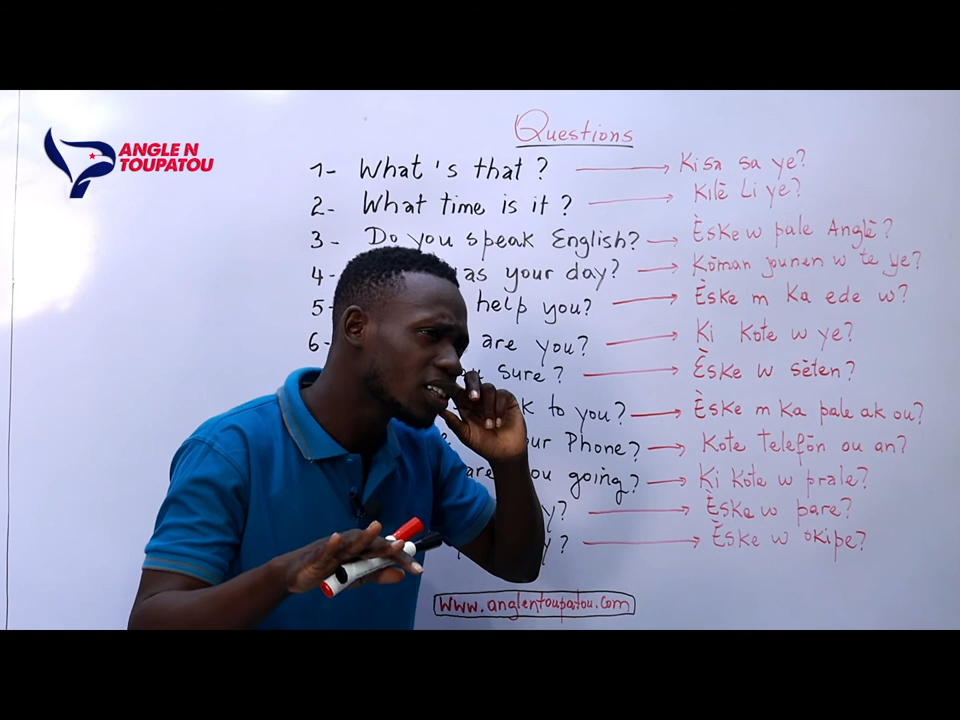 ANGLE N
TOUPATOU
Questions
1- What's that? → Kisa sa ye?
2- What time is it? → Kilè Li ye?
3- Do you speak English? → Èske w pale Anglè?
4- as your day? → Kòman jounen w te ye?
5- help you? → Èske m Ka ede w?
6- are you? → Ki Kote w ye?
Sure? → Èske w sèten?
to you? → Èske m Ka pale ak ou?
Phone? → Kote telefòn ou an?
are you going? → Ki Kote w prale?
→ Èske w pare?
→ Èske w okipe?
www.anglentoupatou.com